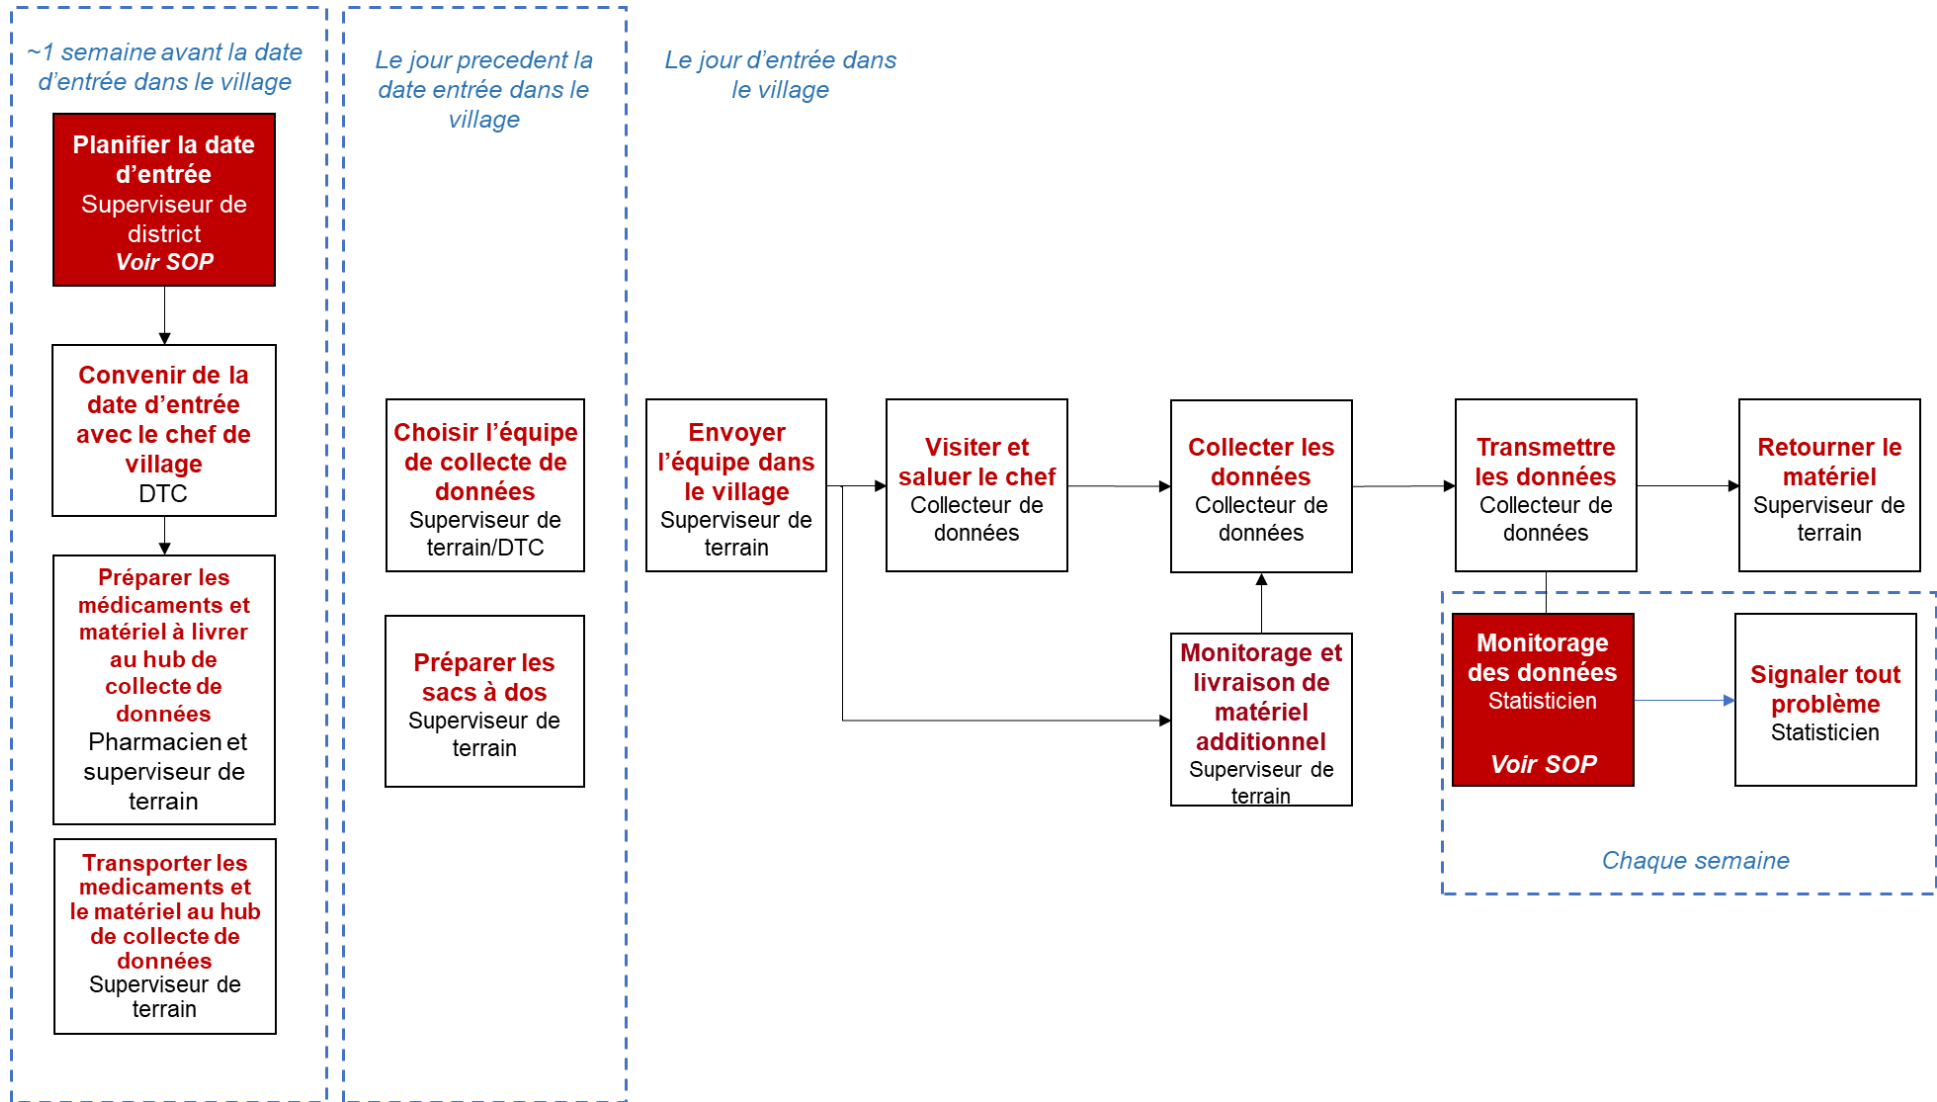 ~1 semaine avant la date
d’entrée dans le village
Planifier la date
d’entrée
Superviseur de
district
Voir SOP
Convenir de la
date d’entrée
avec le chef de
village
DTC
Préparer les
médicaments et
matériel à livrer
au hub de
collecte de
données
Pharmacien et
superviseur de
terrain
Transporter les
medicaments et
le matériel au hub
de collecte de
données
Superviseur de
terrain
Le jour precedent la
date entrée dans le
village
Choisir l’équipe
de collecte de
données
Superviseur de
terrain/DTC
Préparer les
sacs à dos
Superviseur de
terrain
Le jour d’entrée dans
le village
Envoyer
l’équipe dans
le village
Superviseur de
terrain
Visiter et
saluer le chef
Collecteur de
données
Collecter les
données
Collecteur de
données
Monitorage et
livraison de
matériel
additionnel
Superviseur de
terrain
Transmettre
les données
Collecteur de
données
Retourner le
matériel
Superviseur de
terrain
Monitorage
des données
Statisticien
Voir SOP
Signaler tout
problème
Statisticien
Chaque semaine